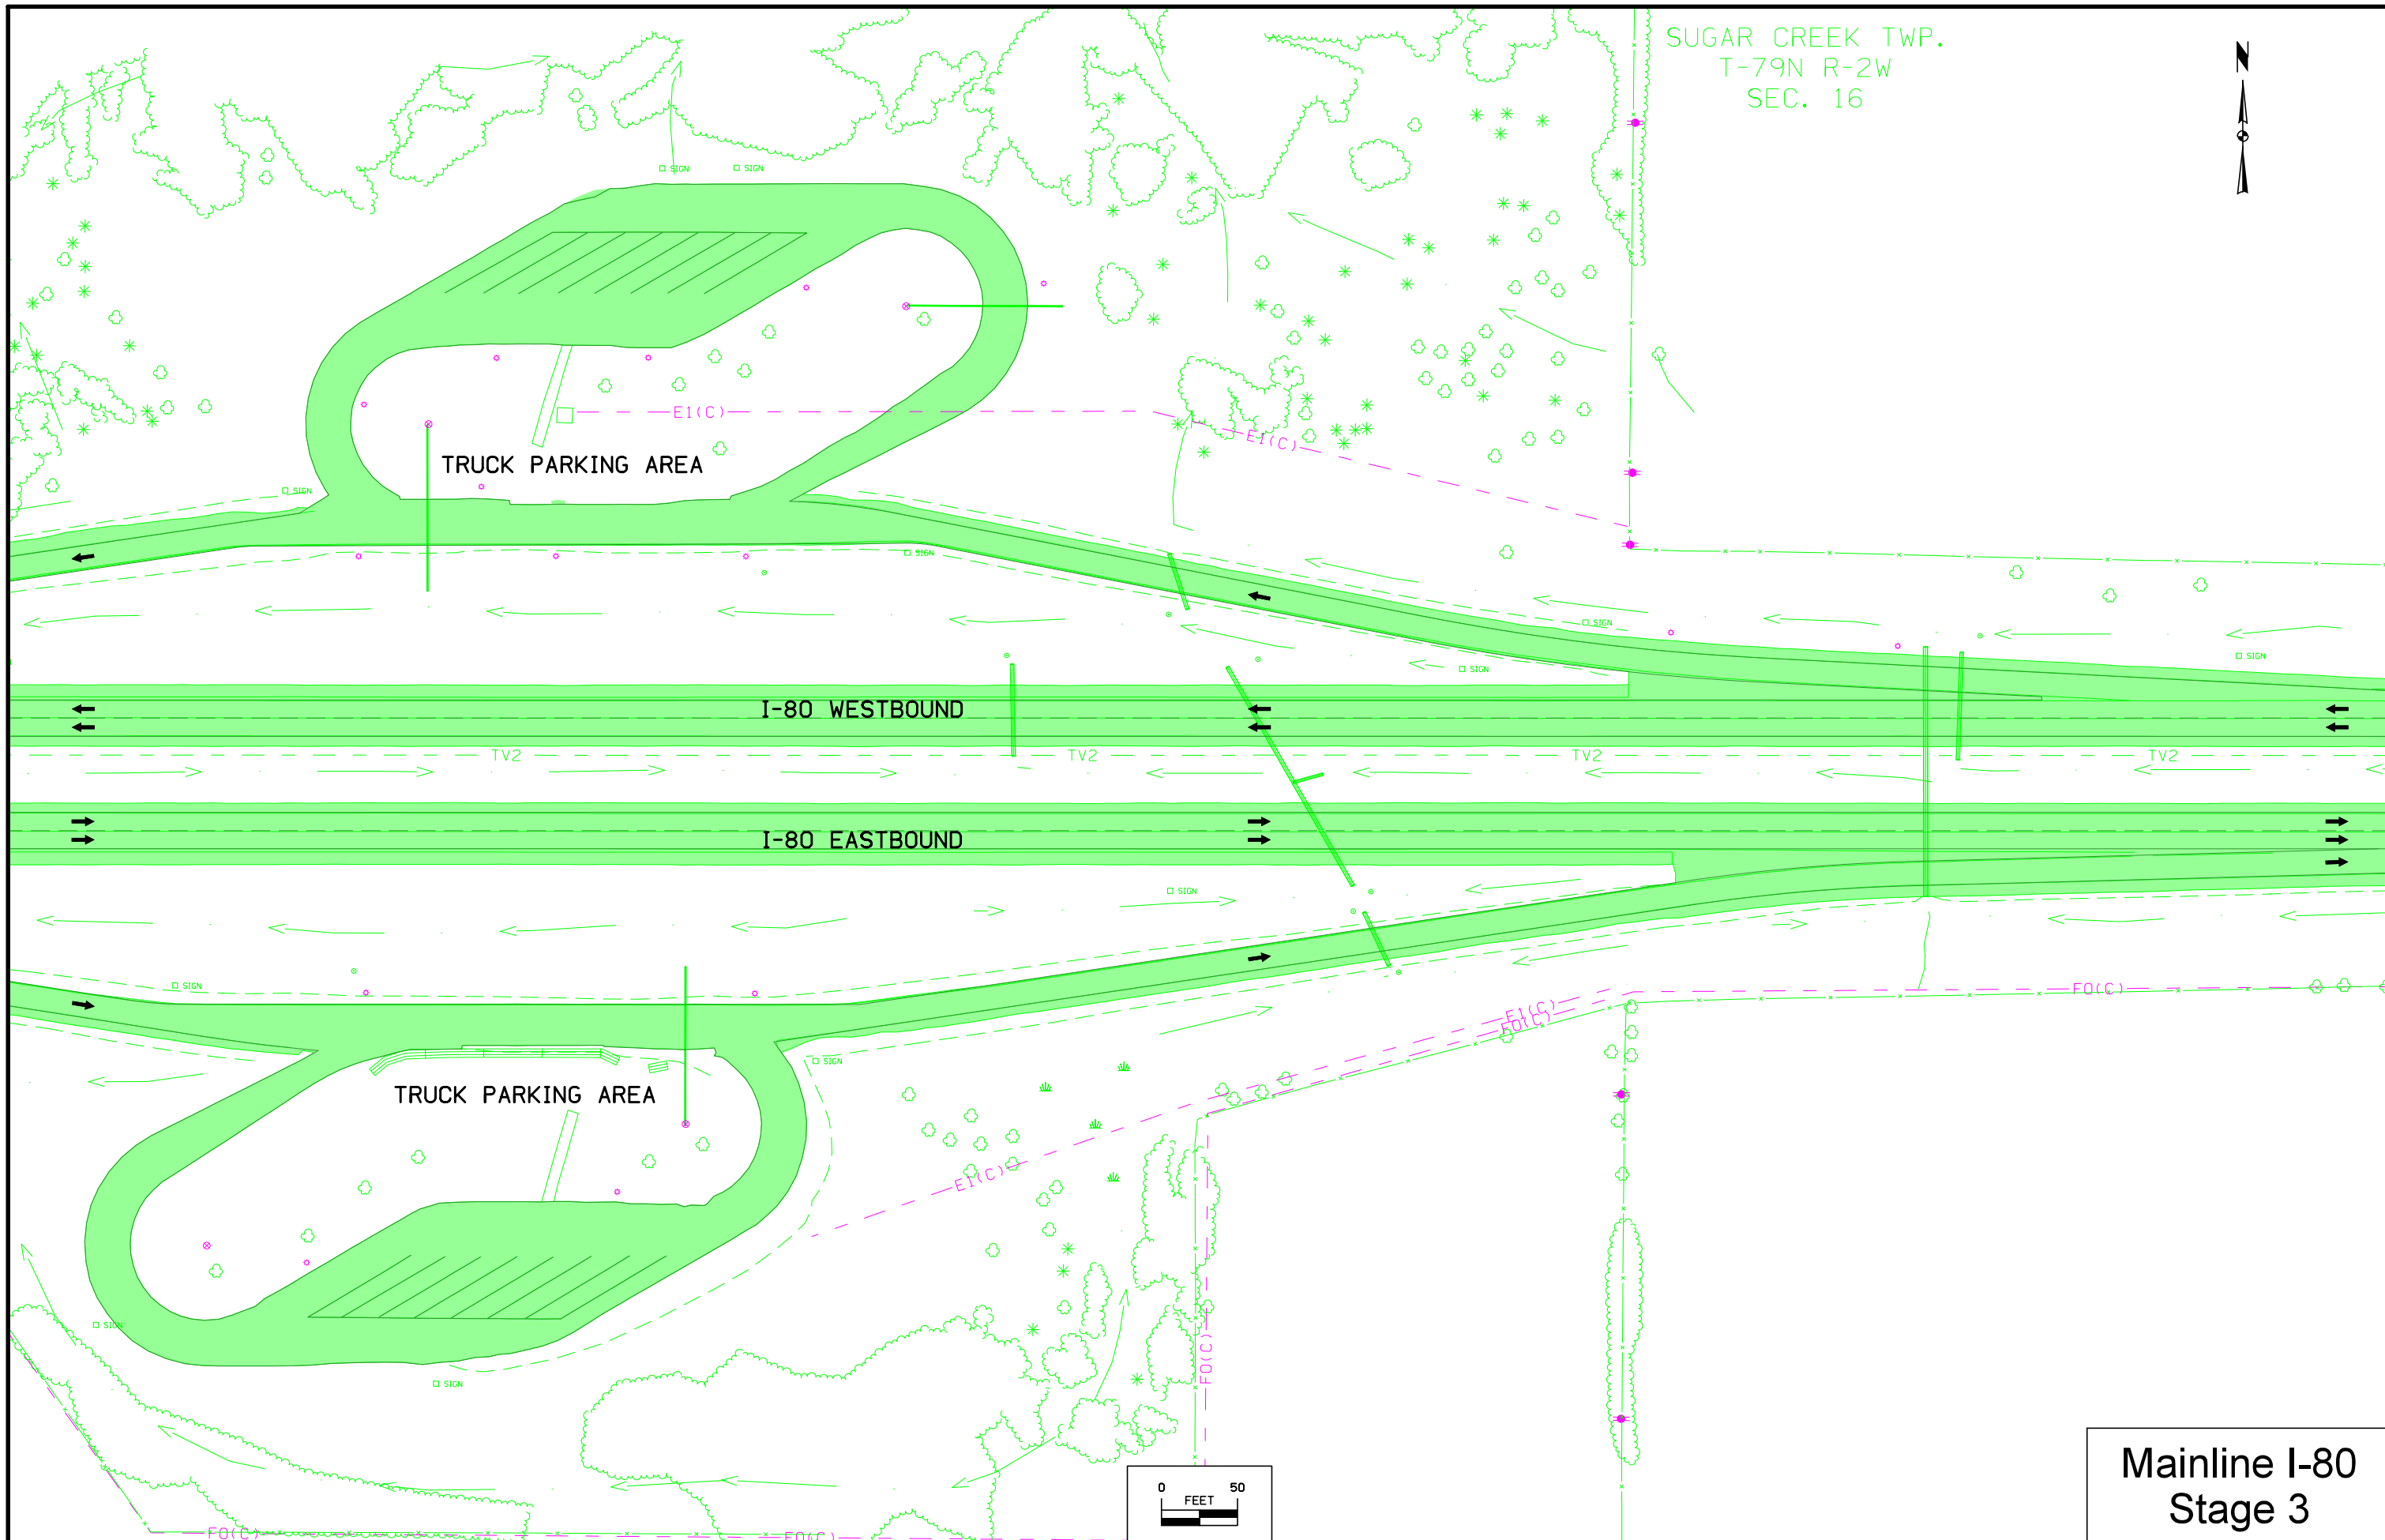 SUGAR CREEK TWP.
T-79N R-2W
SEC. 16
N
SIGN
SIGN
E1(C)
E1(C)
TRUCK PARKING AREA
SIGN
SIGN
SIGN
SIGN
SIGN
I-80 WESTBOUND
TV2
TV2
TV2
TV2
I-80 EASTBOUND
SIGN
SIGN
FO(C)
E1(C)
FO(C)
SIGN
TRUCK PARKING AREA
E1(C)
SIGN
FO(C)
SIGN
Mainline I-80
Stage 3
0 50
FEET
FO(C)
FO(C)